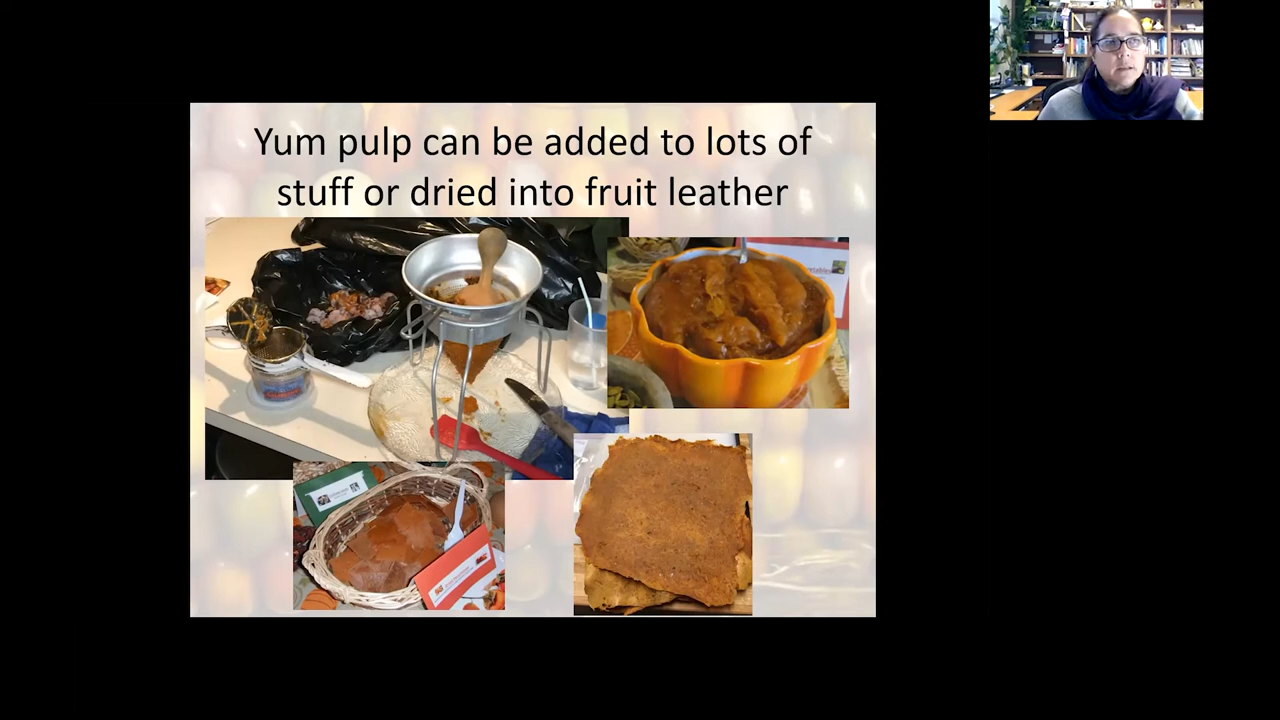 Yum pulp can be added to lots of
stuff or dried into fruit leather